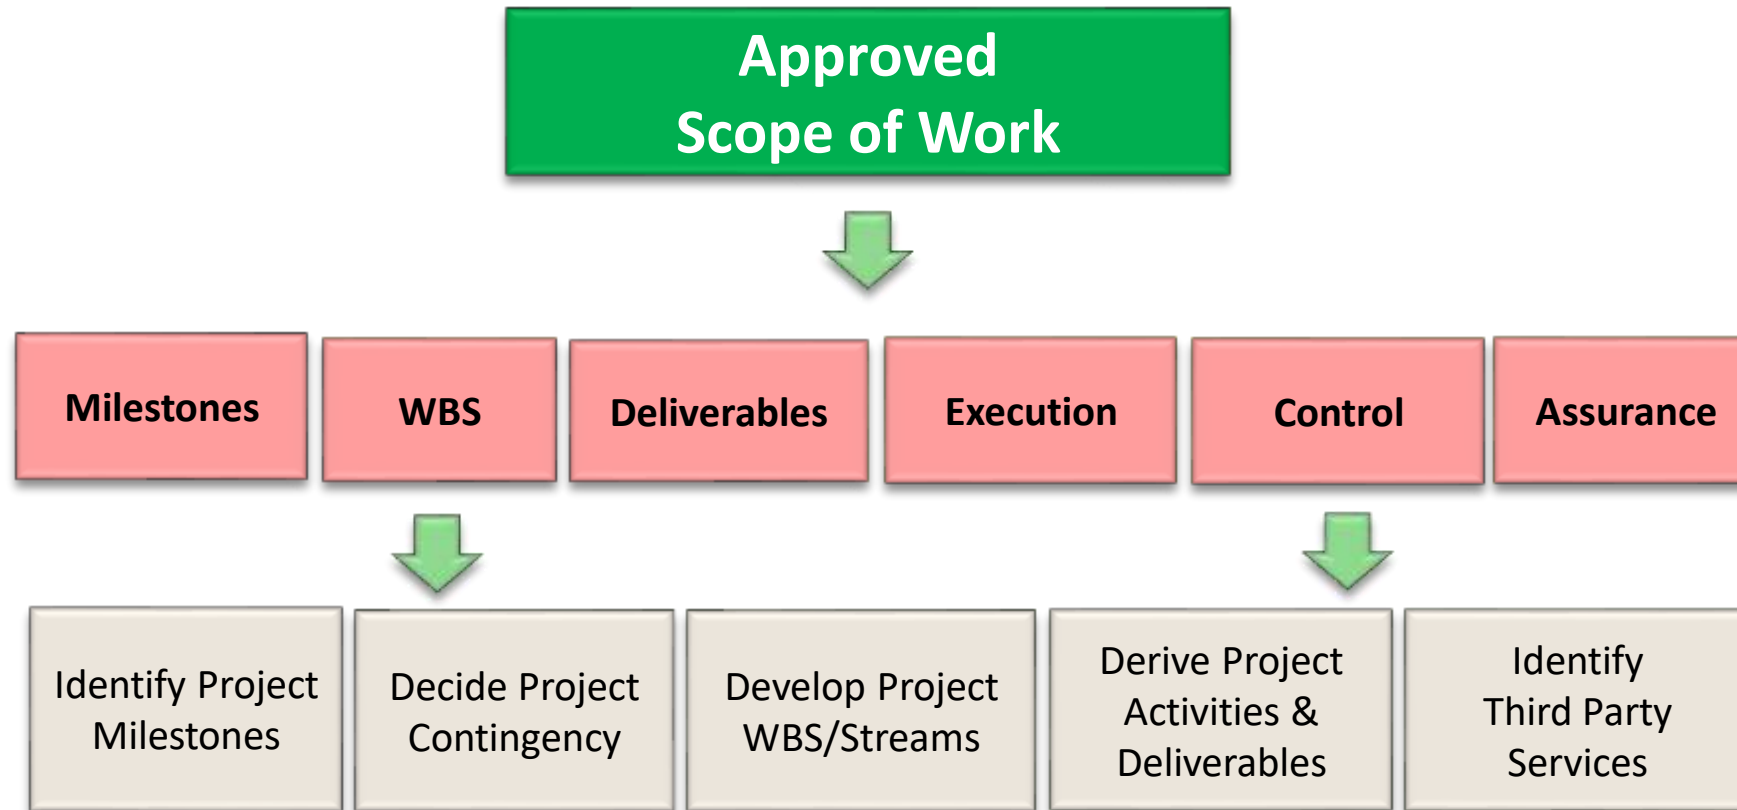 Approved
Scope of Work
Milestones
WBS
Deliverables
Execution
Control
Assurance
Identify Project
Milestones
Decide Project
Contingency
Develop Project
WBS/Streams
Derive Project
Activities &
Deliverables
Identify
Third Party
Services